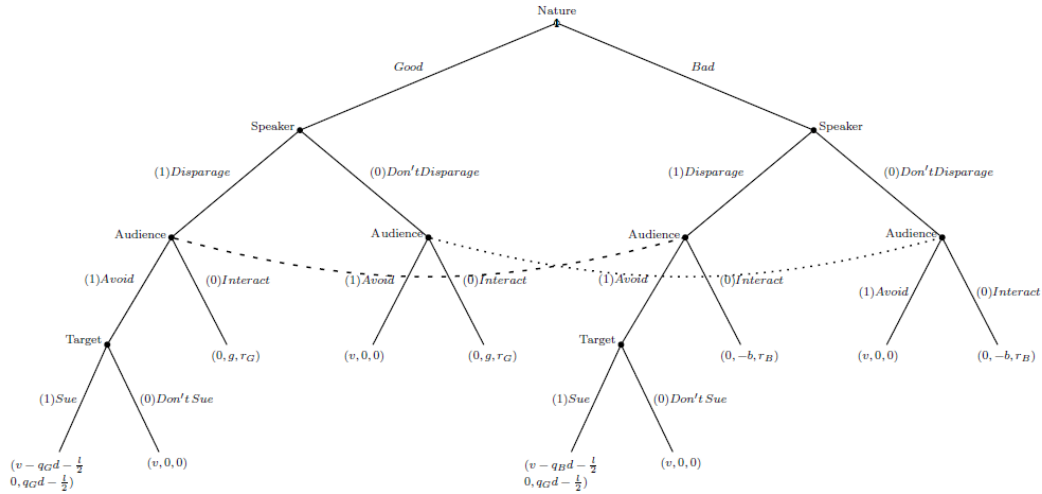 Nature
Good
Bad
Speaker
Speaker
(1)Disparage
(0)Don'tDisparage
(1)Disparage
(0)Don'tDisparage
Audience
Audience
Audience
Audience
(1)Avoid
(0)Interact
(1)Avoid
(0)Interact
(1)Avoid
(0)Interact
(1)Avoid
(0)Interact
Target
(0, g, r_G)
(v, 0, 0)
(0, g, r_G)
Target
(0, −b, r_B)
(v, 0, 0)
(0, −b, r_B)
(1)Sue
(0)Don't Sue
(1)Sue
(0)Don't Sue
(v − q_G d − l/2
0, q_G d − l/2)
(v, 0, 0)
(v − q_B d − l/2
0, q_G d − l/2)
(v, 0, 0)